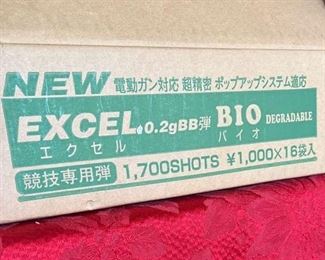 NEW 電動ガン対応 超精密 ポップアップシステム適応
EXCEL 0.2gBB弾 BIO DEGRADABLE
エクセル バイオ
競技専用弾 1,700SHOTS ¥1,000×16袋入